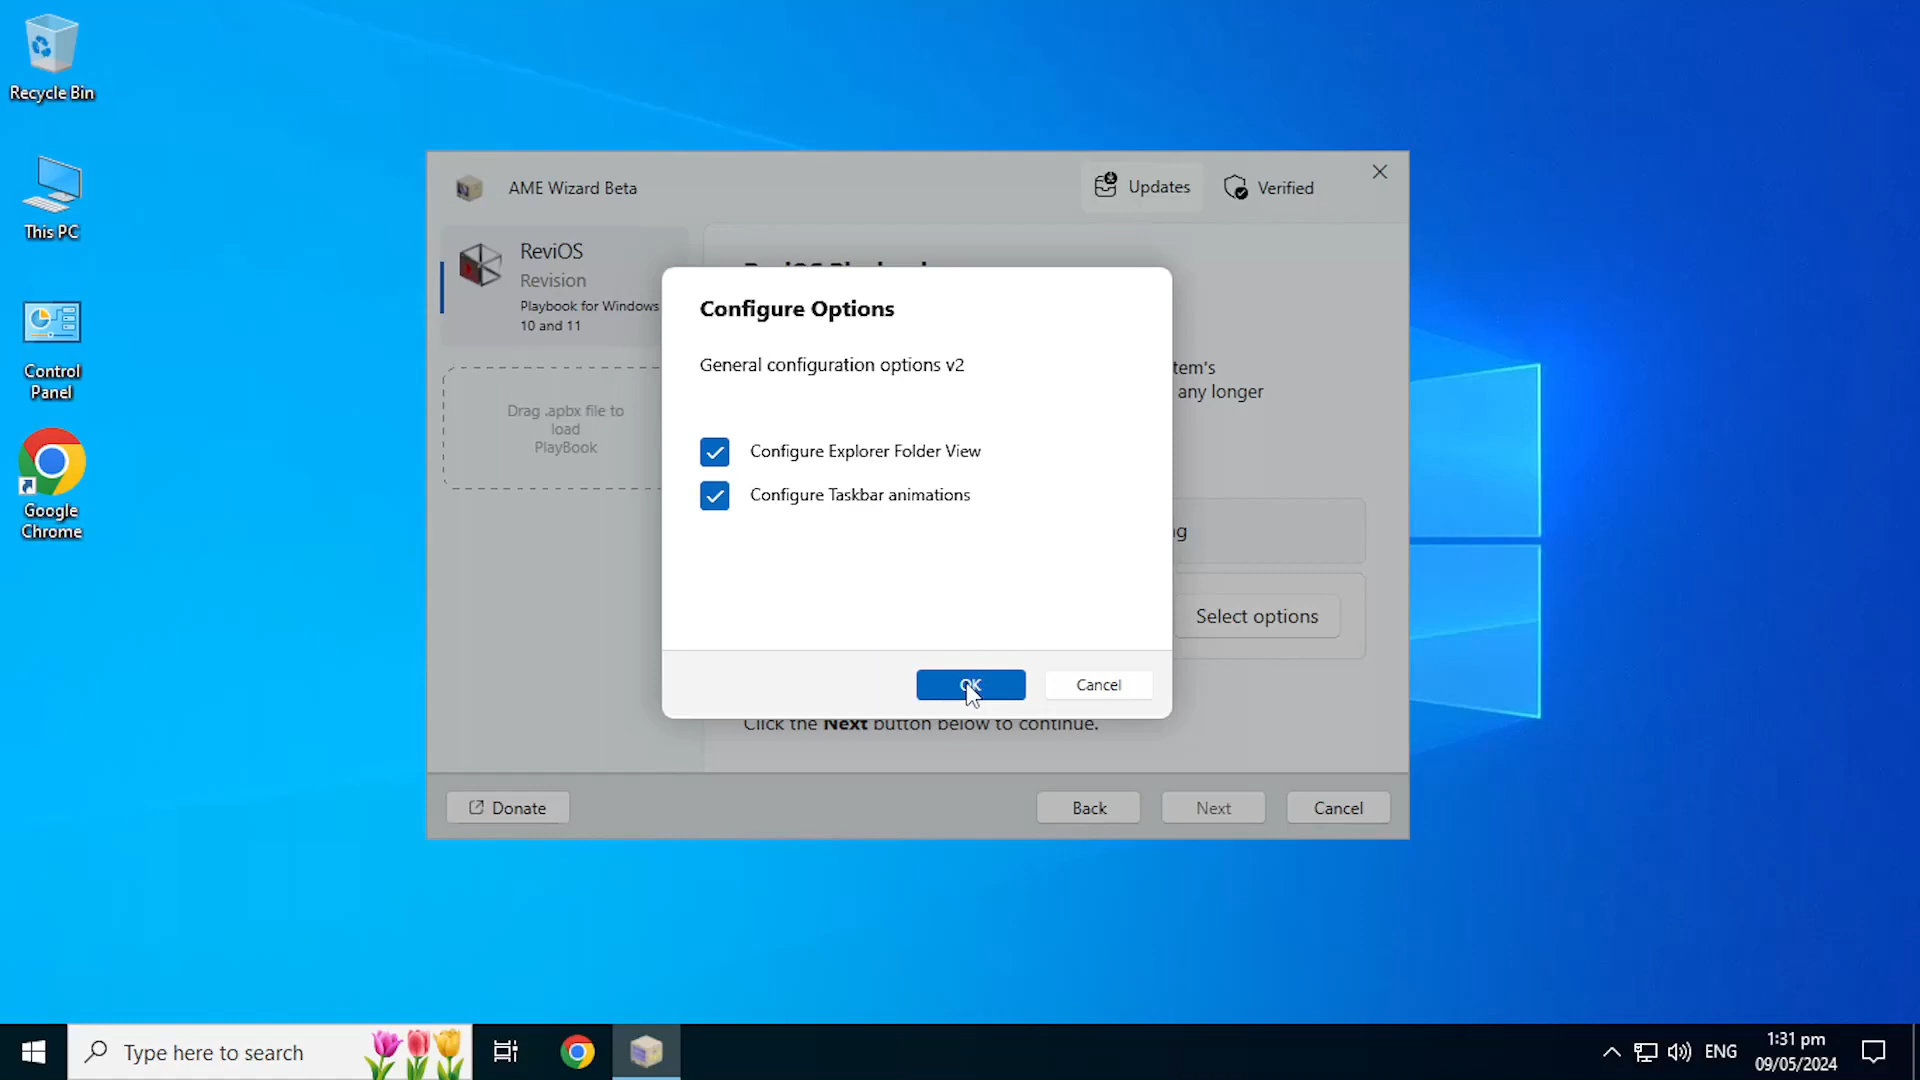 Recycle Bin
This PC
Control
Panel
Google
Chrome
AME Wizard Beta
Updates
Verified
ReviOS
Revision
Playbook for Windows
10 and 11
Drag .apbx file to
load
PlayBook
tem's
any longer
g
Select options
Configure Options
General configuration options v2
Configure Explorer Folder View
Configure Taskbar animations
OK
Cancel
Click the Next button below to continue.
Donate
Back
Next
Cancel
Type here to search
ENG
1:31 pm
09/05/2024